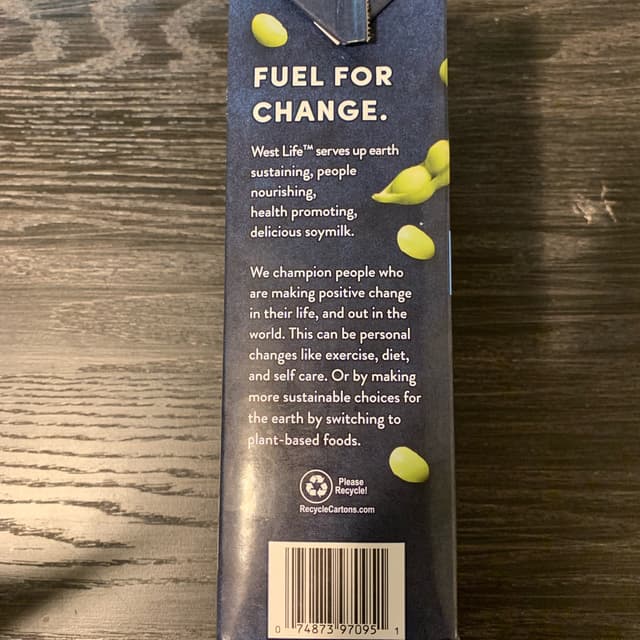 FUEL FOR
CHANGE.
West Life™ serves up earth
sustaining, people
nourishing,
health promoting,
delicious soymilk.
We champion people who
are making positive change
in their life, and out in the
world. This can be personal
changes like exercise, diet,
and self care. Or by making
more sustainable choices for
the earth by switching to
plant-based foods.
Please
Recycle!
RecycleCartons.com
0 74873 97095 1